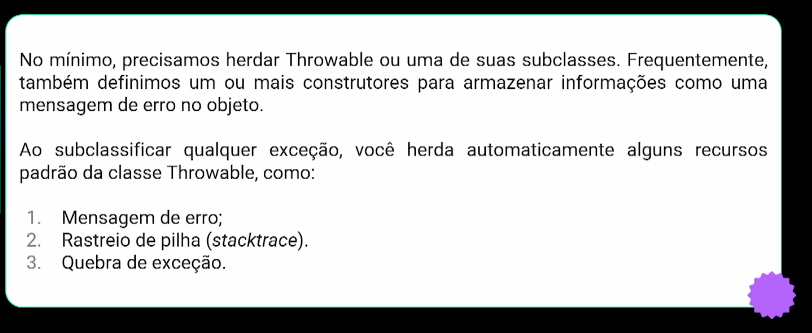 No mínimo, precisamos herdar Throwable ou uma de suas subclasses. Frequentemente,
também definimos um ou mais construtores para armazenar informações como uma
mensagem de erro no objeto.
Ao subclassificar qualquer exceção, você herda automaticamente alguns recursos
padrão da classe Throwable, como:
1. Mensagem de erro;
2. Rastreio de pilha (stacktrace).
3. Quebra de exceção.